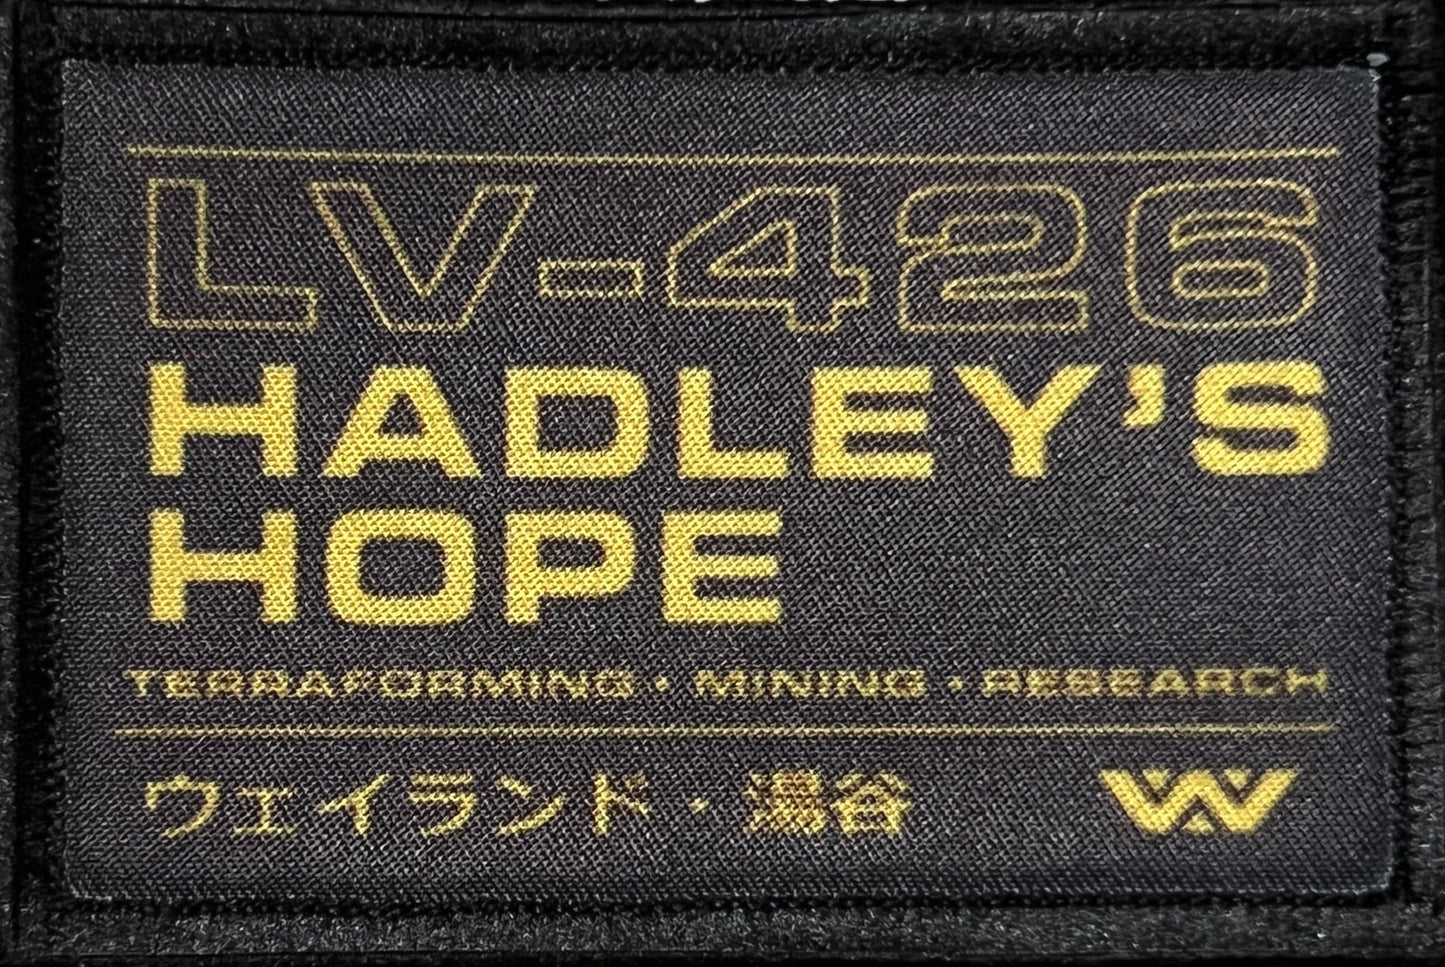 LV-426
HADLEY'S
HOPE
TERRAFORMING · MINING · RESEARCH
ウェイランド・湯谷